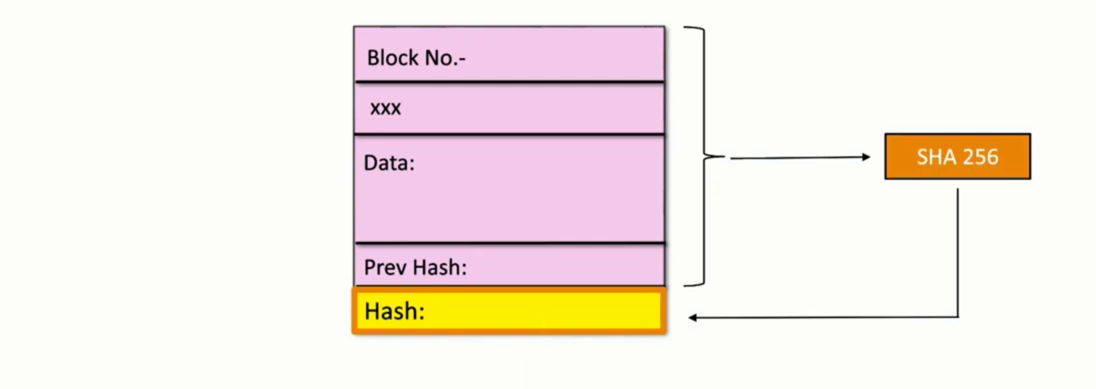 Block No.-
xxx
Data:
SHA 256
Prev Hash:
Hash: